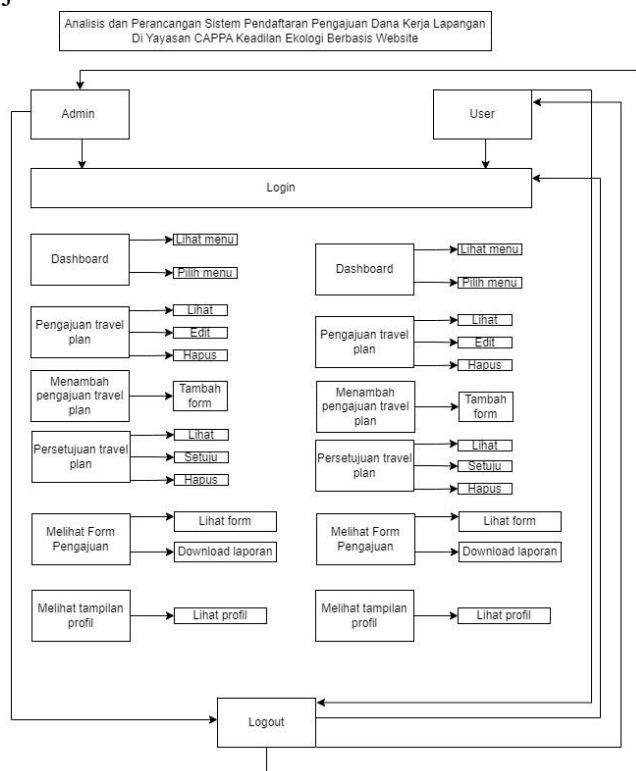 Analisis dan Perancangan Sistem Pendaftaran Pengajuan Dana Kerja Lapangan
Di Yayasan CAPPA Keadilan Ekologi Berbasis Website
Admin
User
Login
Dashboard
Lihat menu
Pilih menu
Pengajuan travel
plan
Lihat
Edit
Hapus
Menambah
pengajuan travel
plan
Tambah
form
Persetujuan travel
plan
Lihat
Setuju
Hapus
Melihat Form
Pengajuan
Lihat form
Download laporan
Melihat tampilan
profil
Lihat profil
Dashboard
Lihat menu
Pilih menu
Pengajuan travel
plan
Lihat
Edit
Hapus
Menambah
pengajuan travel
plan
Tambah
form
Persetujuan travel
plan
Lihat
Setuju
Hapus
Melihat Form
Pengajuan
Lihat form
Download laporan
Melihat tampilan
profil
Lihat profil
Logout